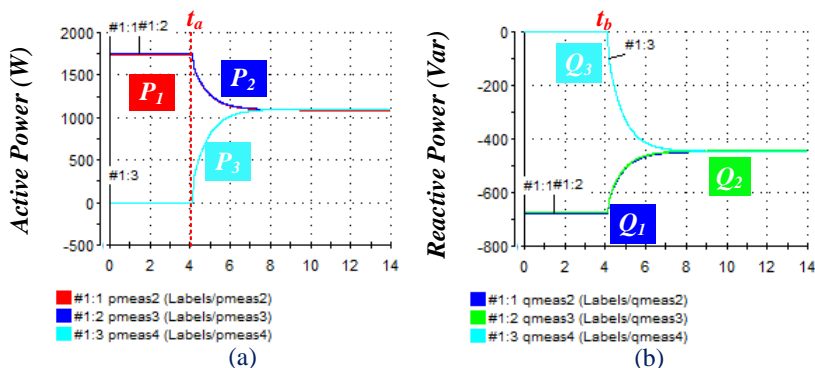 Active Power (W)
#1:1 #1:2
t_a
2000
1500
1000
500
0
-500
P_1
P_2
P_3
#1:3
0 2 4 6 8 10 12 14
#1:1 pmeas2 (Labels/pmeas2)
#1:2 pmeas3 (Labels/pmeas3)
#1:3 pmeas4 (Labels/pmeas4)
(a)
Reactive Power (Var)
t_b
0
-200
-400
-600
-800
#1:3
Q_3
Q_2
#1:1 #1:2
Q_1
0 2 4 6 8 10 12 14
#1:1 qmeas2 (Labels/qmeas2)
#1:2 qmeas3 (Labels/qmeas3)
#1:3 qmeas4 (Labels/qmeas4)
(b)